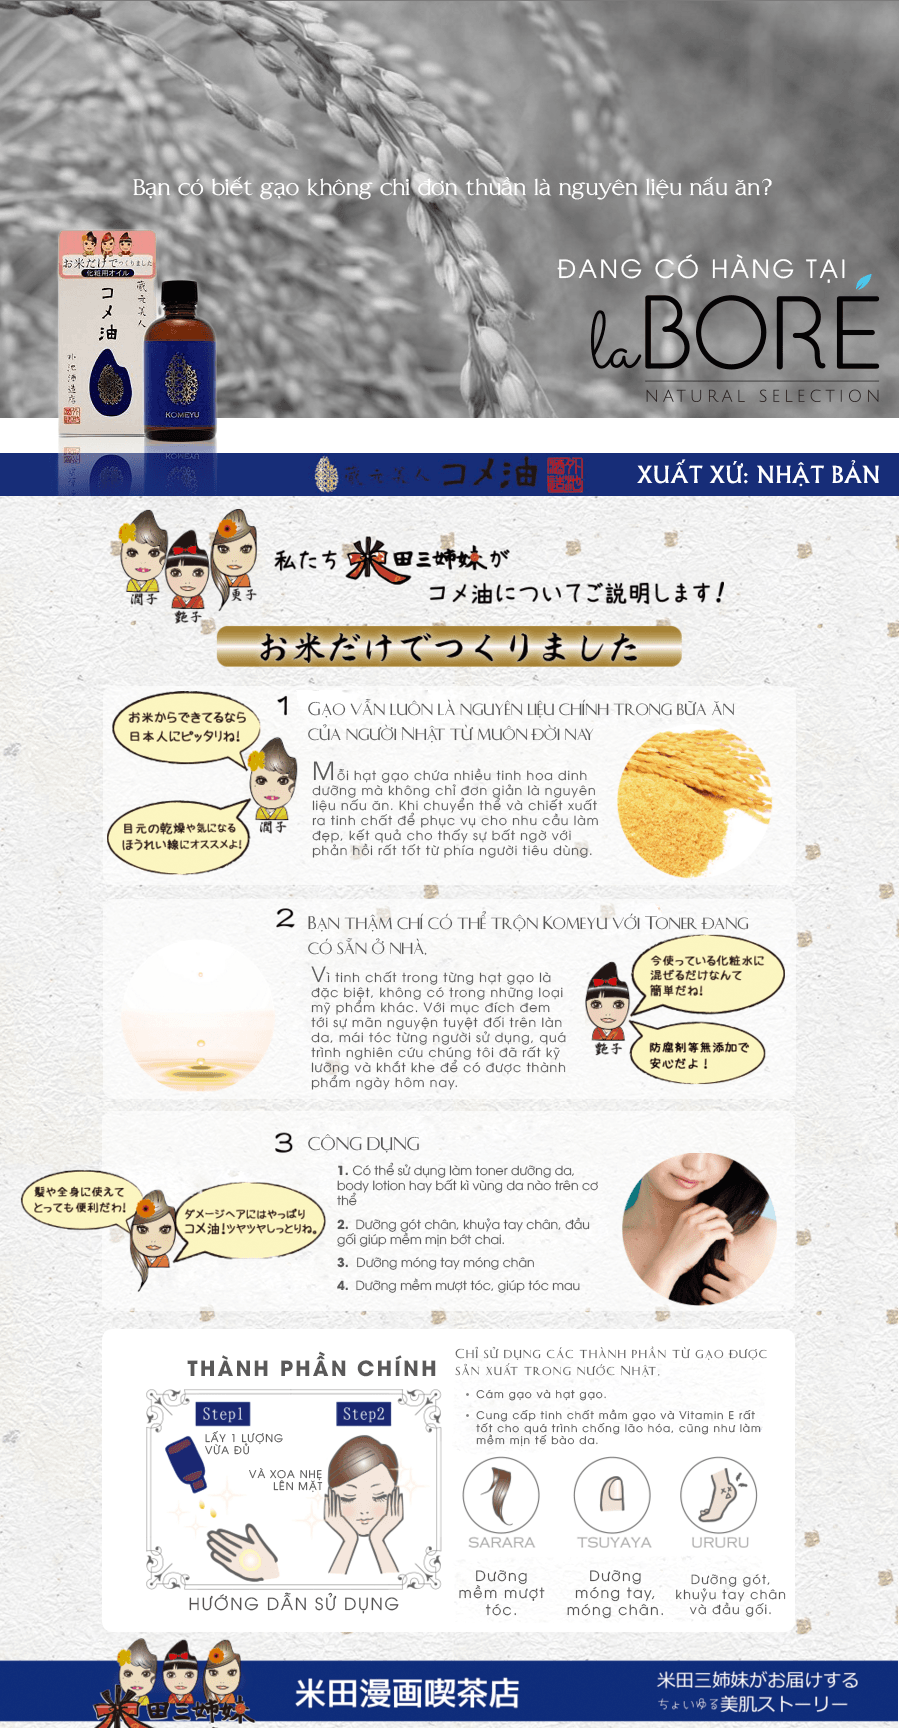 Bạn có biết gạo không chỉ đơn thuần là nguyên liệu nấu ăn?
ĐANG CÓ HÀNG TẠI
la BORÉ
NATURAL SELECTION
お米だけでつくりました
化粧用オイル
蔵元美人
コメ油
KOMEYU
蔵元美人 コメ油
XUẤT XỨ: NHẬT BẢN
潤子
艶子
更子
私たち 米田三姉妹が
コメ油についてご説明します!
お米だけでつくりました
1 GẠO VẪN LUÔN LÀ NGUYÊN LIỆU CHÍNH TRONG BỮA ĂN
CỦA NGƯỜI NHẬT TỪ MUÔN ĐỜI NAY
お米からできてるなら
日本人にピッタリね!
潤子
目元の乾燥や気になる
ほうれい線にオススメよ!
Mỗi hạt gạo chứa nhiều tinh hoa dinh
dưỡng mà không chỉ đơn giản là nguyên
liệu nấu ăn. Khi chuyển thể và chiết xuất
ra tinh chất để phục vụ cho nhu cầu làm
đẹp, kết quả cho thấy sự bất ngờ với
phản hồi rất tốt từ phía người tiêu dùng.
2 BẠN THẬM CHÍ CÓ THỂ TRỘN KOMEYU VỚI TONER ĐANG
CÓ SẴN Ở NHÀ.
Vì tinh chất trong từng hạt gạo là
đặc biệt, không có trong những loại
mỹ phẩm khác. Với mục đích đem
tới sự mãn nguyện tuyệt đối trên làn
da, mái tóc từng người sử dụng, quá
trình nghiên cứu chúng tôi đã rất kỹ
lưỡng và khắt khe để có được thành
phẩm ngày hôm nay.
今使っている化粧水に
混ぜるだけなんて
簡単だね!
艶子
防腐剤等無添加で
安心だよ!
3 CÔNG DỤNG
1. Có thể sử dụng làm toner dưỡng da,
body lotion hay bất kì vùng da nào trên cơ
thể
2. Dưỡng gót chân, khuỷa tay chân, đầu
gối giúp mềm mịn bớt chai.
3. Dưỡng móng tay móng chân
4. Dưỡng mềm mượt tóc, giúp tóc mau
髪や全身に使えて
とっても便利だわ!
ダメージヘアにはやっぱり
コメ油!ツヤツヤしっとりね。
THÀNH PHẦN CHÍNH
Step1
Step2
LẤY 1 LƯỢNG
VỪA ĐỦ
VÀ XOA NHẸ
LÊN MẶT
HƯỚNG DẪN SỬ DỤNG
CHỈ SỬ DỤNG CÁC THÀNH PHẦN TỪ GẠO ĐƯỢC
SẢN XUẤT TRONG NƯỚC NHẬT.
• Cám gạo và hạt gạo.
• Cung cấp tinh chất mầm gạo và Vitamin E rất
tốt cho quá trình chống lão hóa, cũng như làm
mềm mịn tế bào da.
SARARA
TSUYAYA
URURU
Dưỡng
mềm mượt
tóc.
Dưỡng
móng tay,
móng chân.
Dưỡng gót,
khuỷu tay chân
và đầu gối.
米田三姉妹
米田漫画喫茶店
米田三姉妹がお届けする
ちょいゆる美肌ストーリー